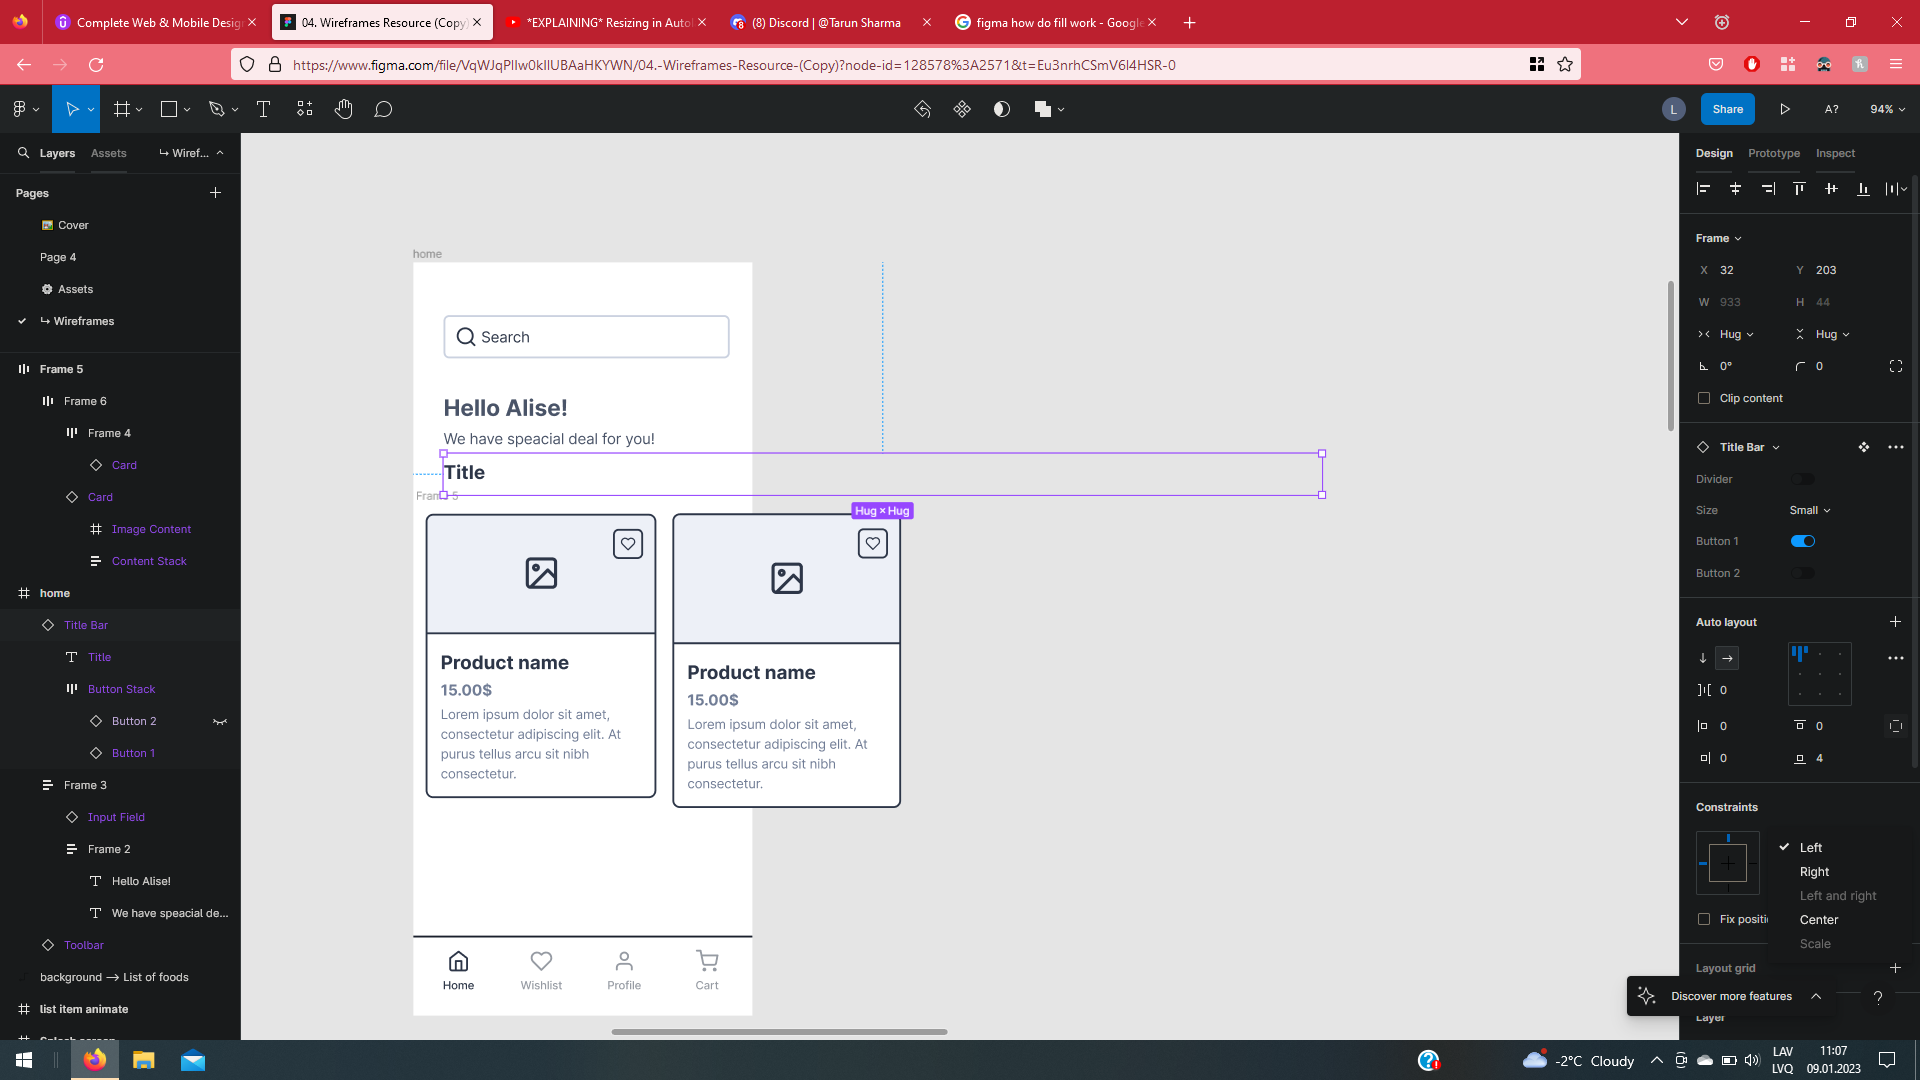 Complete Web & Mobile Desig
04. Wireframes Resource (Copy)
*EXPLAINING* Resizing in Auto
(8) Discord | @Tarun Sharma
figma how do fill work - Google
https://www.figma.com/file/
.-Wireframes-Resource-(Copy)?node-id=128578%3A2571&t=Eu3nrhCSmV6I4HSR-0
L
Share
A?
94%
Layers
Assets
↳ Wiref...
Pages
Cover
Page 4
Assets
↳ Wireframes
Frame 5
Frame 6
Frame 4
Card
Card
Image Content
Content Stack
home
Title Bar
Title
Button Stack
Button 2
Button 1
Frame 3
Input Field
Frame 2
Hello Alise!
We have speacial de...
Toolbar
background --> List of foods
list item animate
Splash screen
home
Search
Hello Alise!
We have speacial deal for you!
Title
Frame 5
Hug × Hug
Product name
15.00$
Lorem ipsum dolor sit amet,
consectetur adipiscing elit. At
purus tellus arcu sit nibh
consectetur.
Product name
15.00$
Lorem ipsum dolor sit amet,
consectetur adipiscing elit. At
purus tellus arcu sit nibh
consectetur.
Home
Wishlist
Profile
Cart
Design
Prototype
Inspect
Frame
X 32
Y 203
W 933
H 44
Hug
Hug
0°
0
Clip content
Title Bar
Divider
Size
Small
Button 1
Button 2
Auto layout
0
0
0
0
4
Constraints
Left
Right
Left and right
Center
Scale
Fix positi
Layout grid
Discover more features
?
Layer
-2°C Cloudy
LAV
LVQ
11:07
09.01.2023